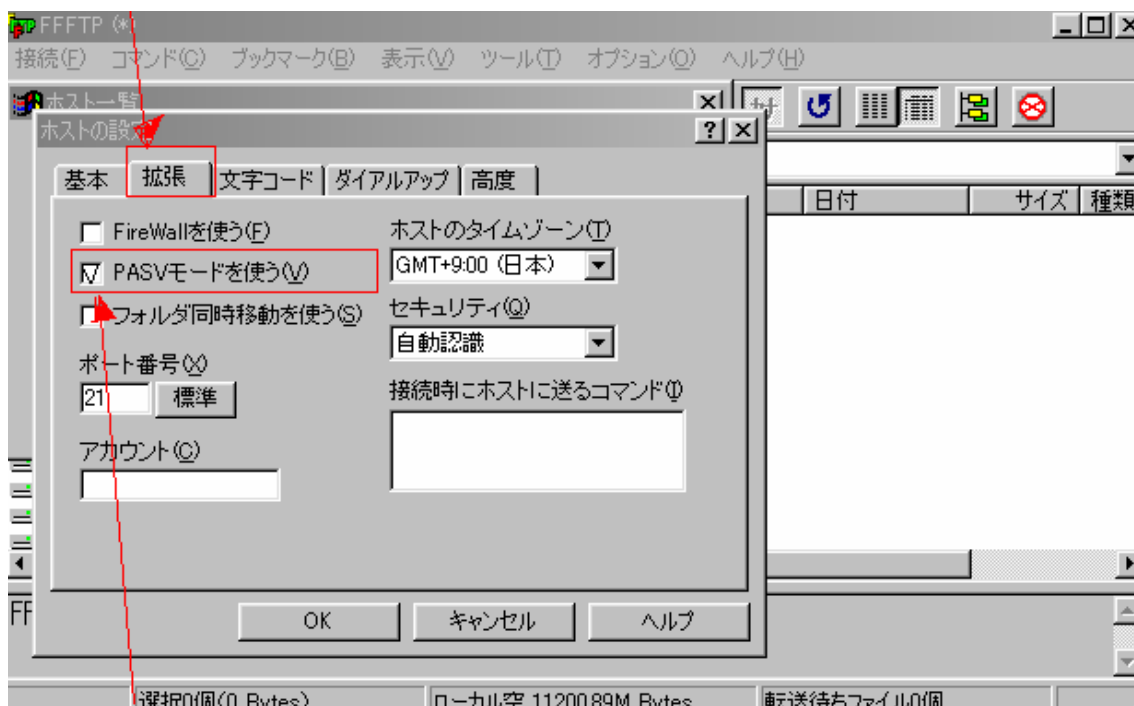 FFFTP (*)
接続(F) コマンド(C) ブックマーク(B) 表示(V) ツール(T) オプション(O) ヘルプ(H)
ホスト一覧
ホストの設定
基本 拡張 文字コード ダイアルアップ 高度
日付 サイズ 種類
FireWallを使う(F)
PASVモードを使う(V)
フォルダ同時移動を使う(S)
ポート番号(X)
21 標準
アカウント(C)
ホストのタイムゾーン(T)
GMT+9:00 (日本)
セキュリティ(Q)
自動認識
接続時にホストに送るコマンド(I)
OK キャンセル ヘルプ
FF
選択0個(0 Bytes) ローカル空 11200.89M Bytes 転送待ちファイル0個